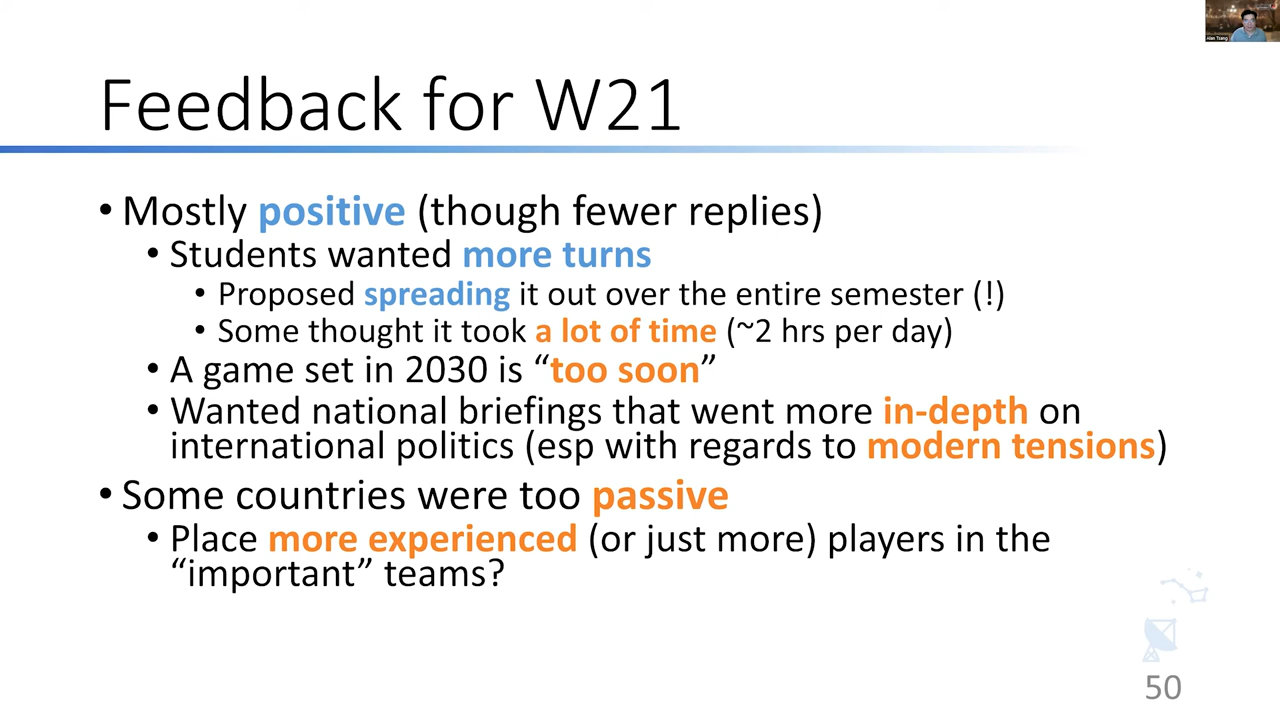 Feedback for W21
• Mostly positive (though fewer replies)
• Students wanted more turns
• Proposed spreading it out over the entire semester (!)
• Some thought it took a lot of time (~2 hrs per day)
• A game set in 2030 is “too soon”
• Wanted national briefings that went more in-depth on
international politics (esp with regards to modern tensions)
• Some countries were too passive
• Place more experienced (or just more) players in the
“important” teams?
50
Alan Tsang